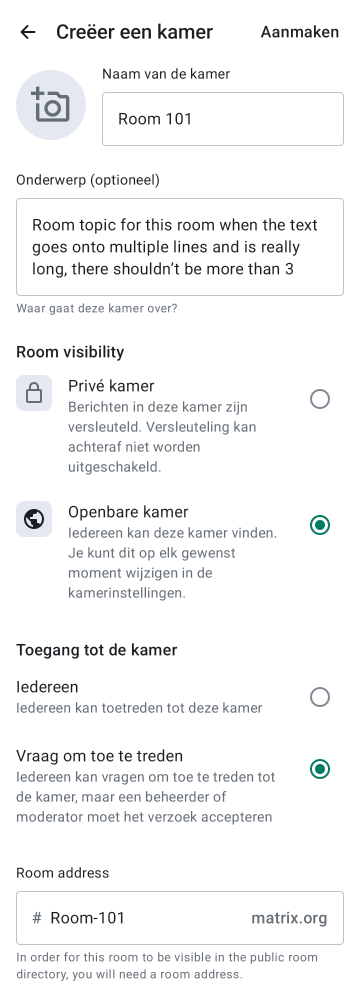 Creëer een kamer
Aanmaken
Naam van de kamer
Room 101
Onderwerp (optioneel)
Room topic for this room when the text
goes onto multiple lines and is really
long, there shouldn’t be more than 3
Waar gaat deze kamer over?
Room visibility
Privé kamer
Berichten in deze kamer zijn
versleuteld. Versleuteling kan
achteraf niet worden
uitgeschakeld.
Openbare kamer
Iedereen kan deze kamer vinden.
Je kunt dit op elk gewenst
moment wijzigen in de
kamerinstellingen.
Toegang tot de kamer
Iedereen
Iedereen kan toetreden tot deze kamer
Vraag om toe te treden
Iedereen kan vragen om toe te treden tot
de kamer, maar een beheerder of
moderator moet het verzoek accepteren
Room address
# Room-101 matrix.org
In order for this room to be visible in the public room
directory, you will need a room address.